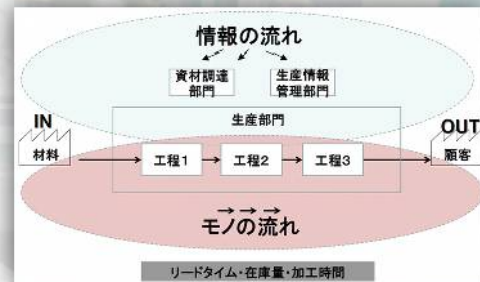 情報の流れ
資材調達
部門
生産情報
管理部門
生産部門
IN
OUT
材料
工程1
工程2
工程3
顧客
モノの流れ
リードタイム・在庫量・加工時間